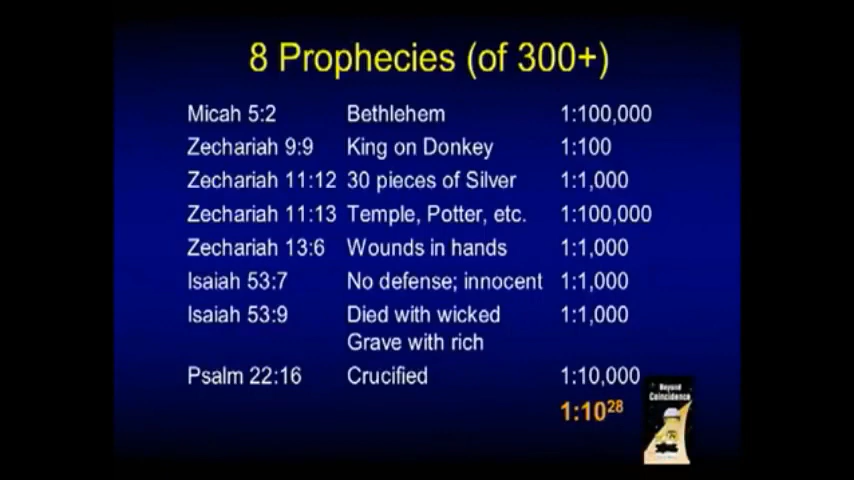 8 Prophecies (of 300+)
Micah 5:2 Bethlehem 1:100,000
Zechariah 9:9 King on Donkey 1:100
Zechariah 11:12 30 pieces of Silver 1:1,000
Zechariah 11:13 Temple, Potter, etc. 1:100,000
Zechariah 13:6 Wounds in hands 1:1,000
Isaiah 53:7 No defense; innocent 1:1,000
Isaiah 53:9 Died with wicked 1:1,000
Grave with rich
Psalm 22:16 Crucified 1:10,000
1:10²⁸
Beyond
Coincidence